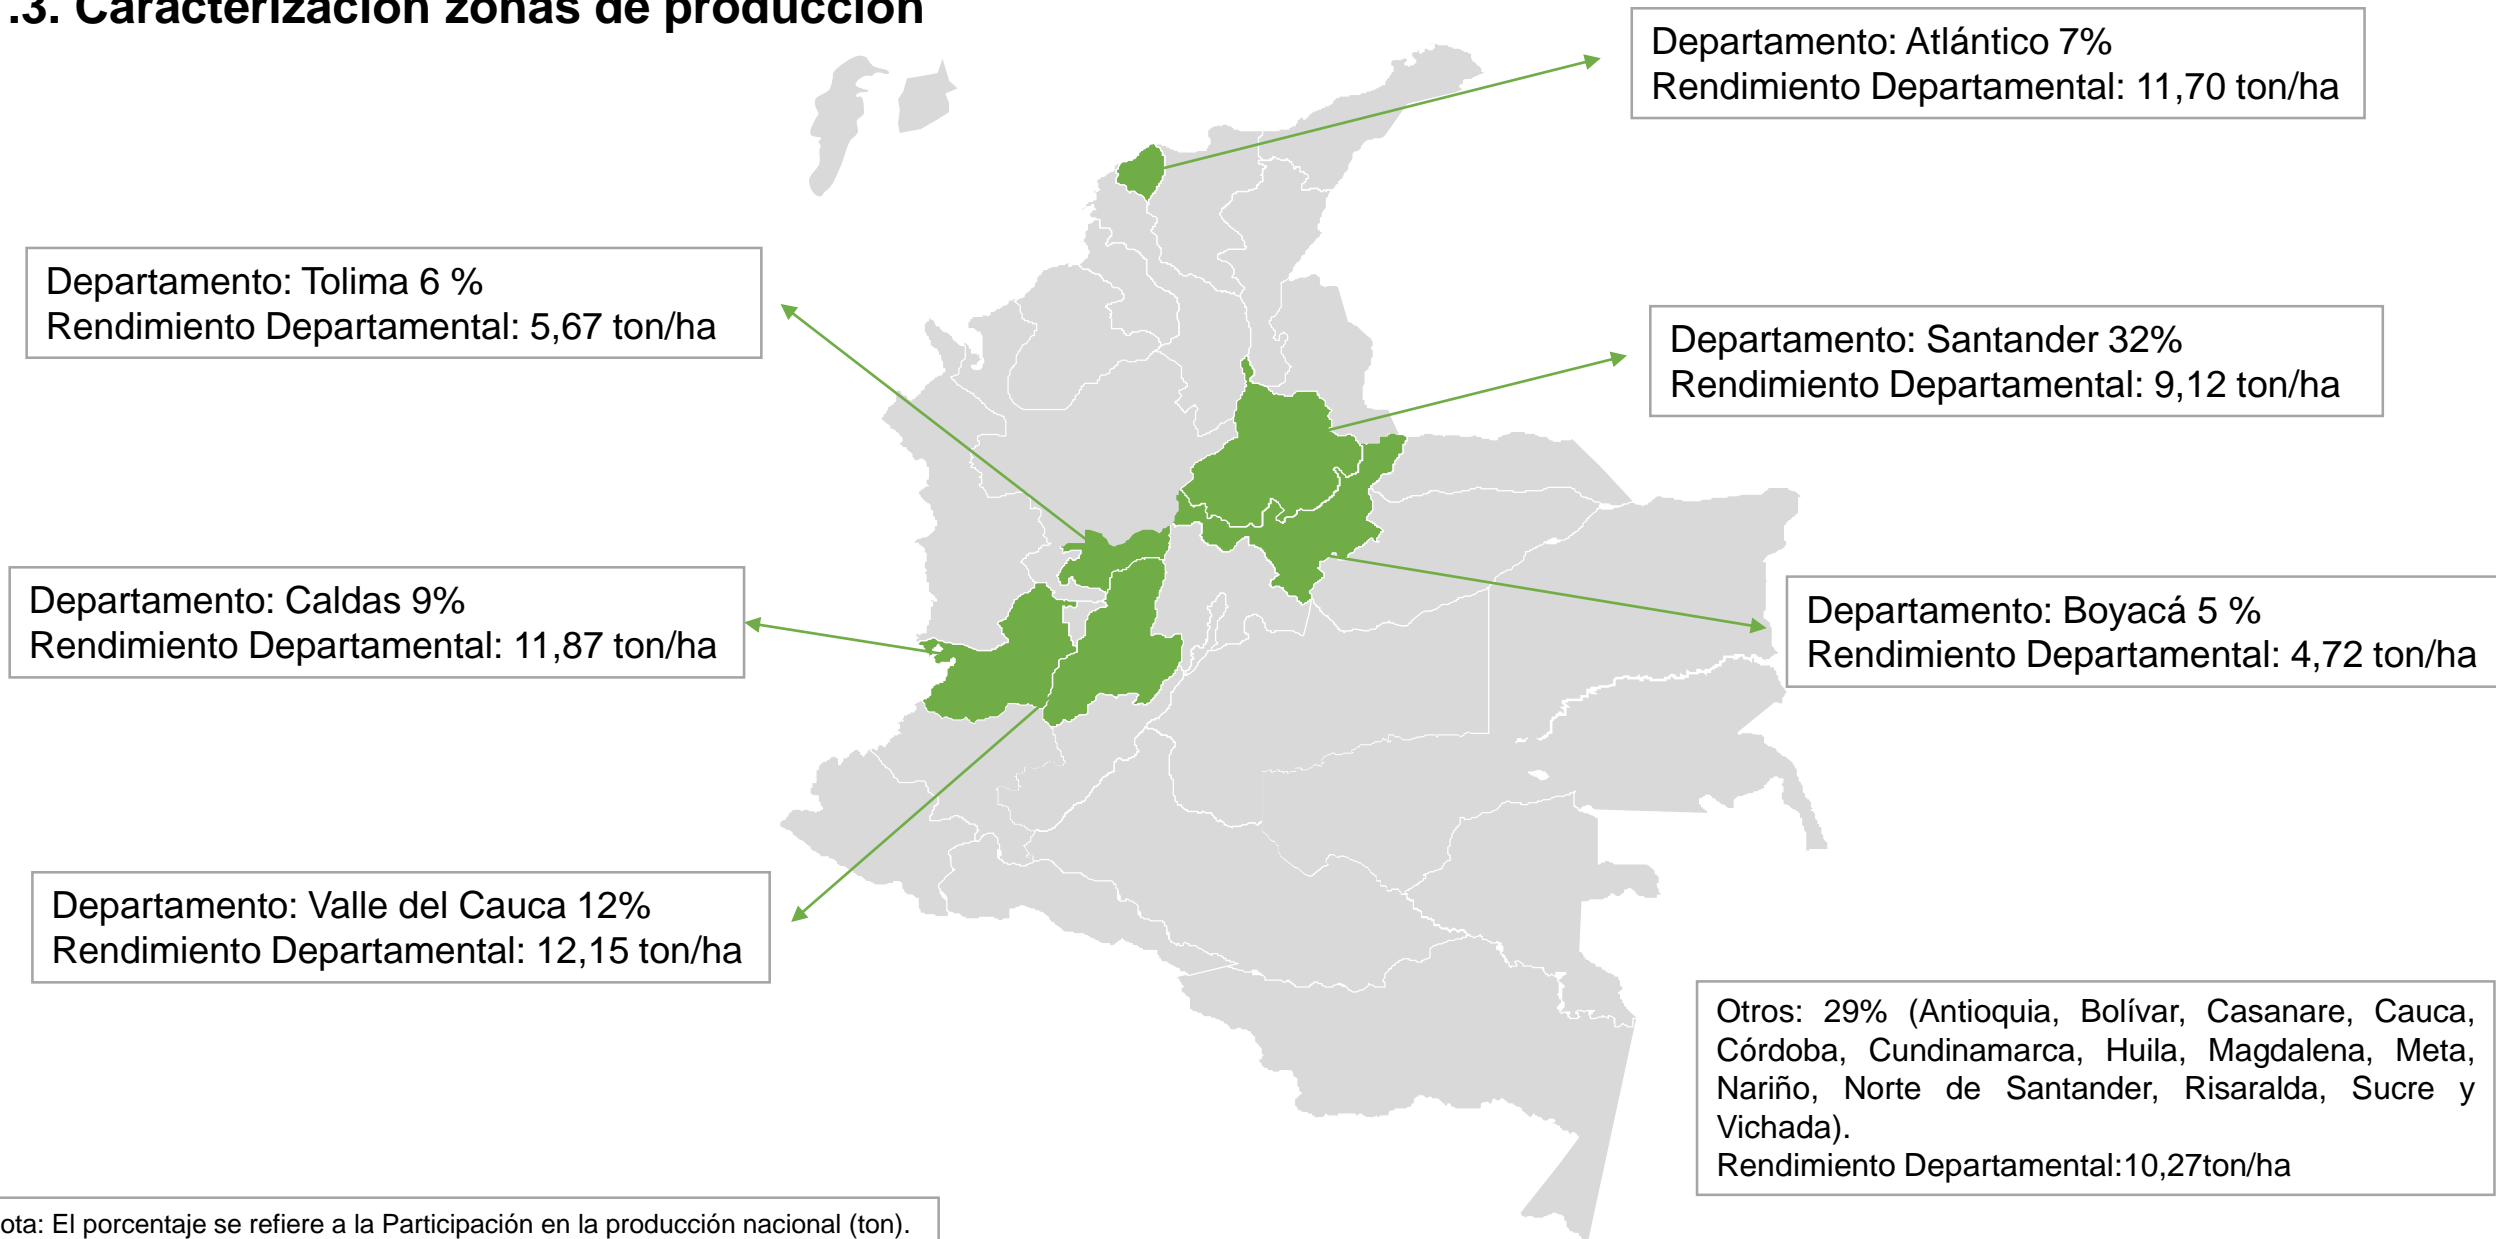 .3. Caracterización zonas de producción
Departamento: Atlántico 7%
Rendimiento Departamental: 11,70 ton/ha
Departamento: Tolima 6 %
Rendimiento Departamental: 5,67 ton/ha
Departamento: Santander 32%
Rendimiento Departamental: 9,12 ton/ha
Departamento: Caldas 9%
Rendimiento Departamental: 11,87 ton/ha
Departamento: Boyacá 5 %
Rendimiento Departamental: 4,72 ton/ha
Departamento: Valle del Cauca 12%
Rendimiento Departamental: 12,15 ton/ha
Otros: 29% (Antioquia, Bolívar, Casanare, Cauca,
Córdoba, Cundinamarca, Huila, Magdalena, Meta,
Nariño, Norte de Santander, Risaralda, Sucre y
Vichada).
Rendimiento Departamental:10,27ton/ha
ota: El porcentaje se refiere a la Participación en la producción nacional (ton).